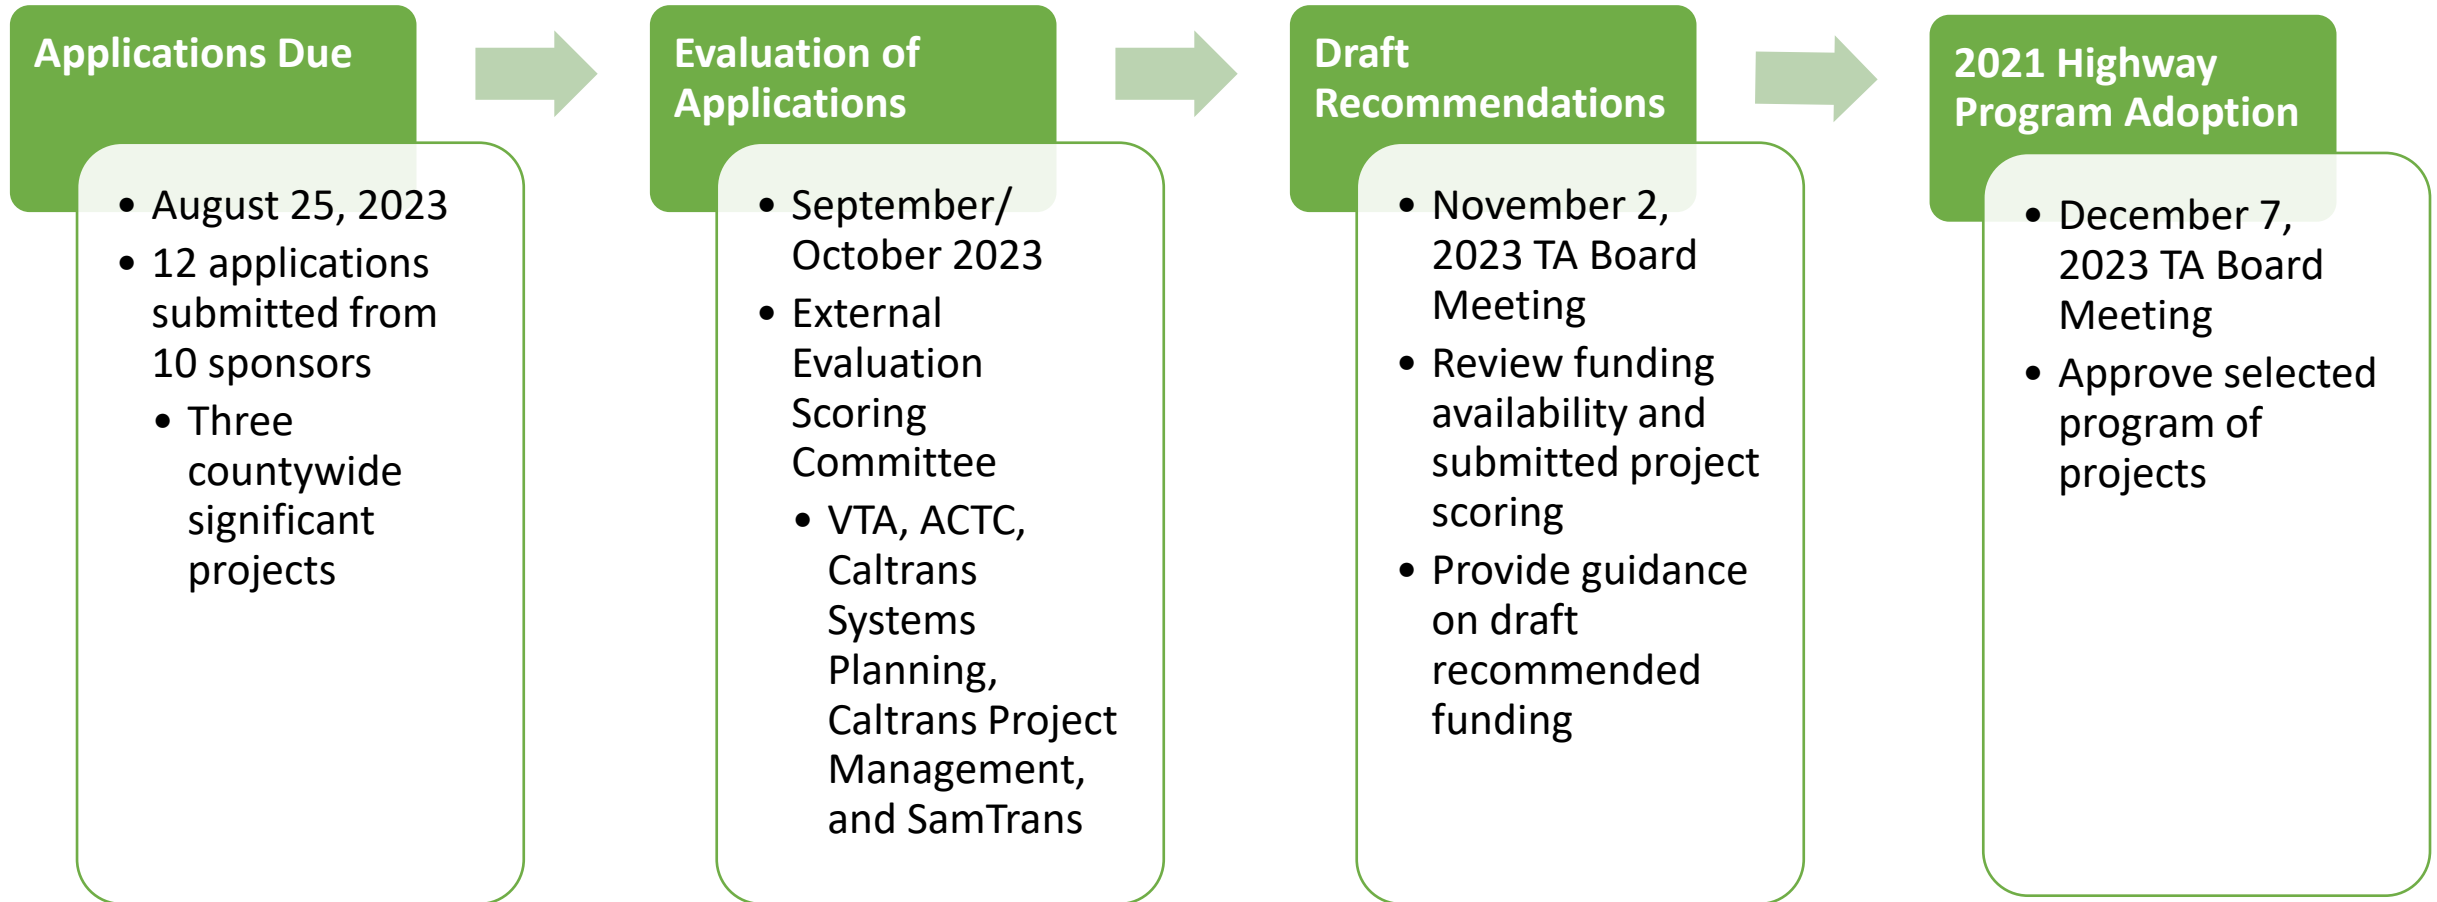 Applications Due
• August 25, 2023
• 12 applications
submitted from
10 sponsors
• Three
countywide
significant
projects
Evaluation of
Applications
• September/
October 2023
• External
Evaluation
Scoring
Committee
• VTA, ACTC,
Caltrans
Systems
Planning,
Caltrans Project
Management,
and SamTrans
Draft
Recommendations
• November 2,
2023 TA Board
Meeting
• Review funding
availability and
submitted project
scoring
• Provide guidance
on draft
recommended
funding
2021 Highway
Program Adoption
• December 7,
2023 TA Board
Meeting
• Approve selected
program of
projects